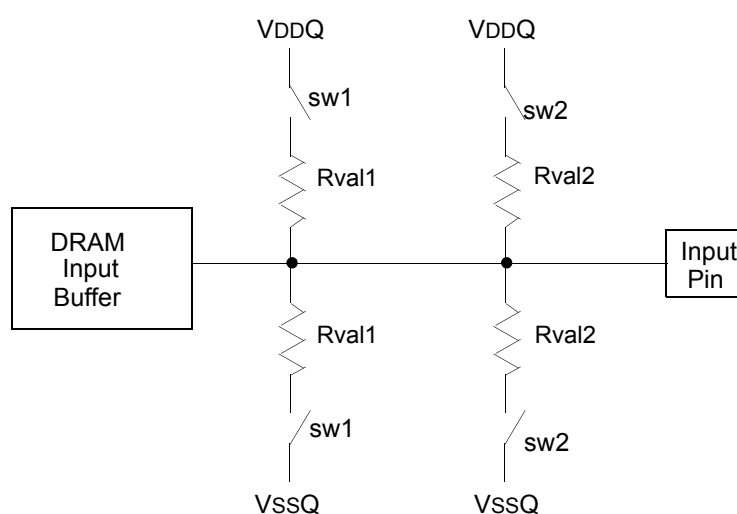 VDDQ VDDQ
sw1 sw2
Rval1 Rval2
DRAM
Input
Buffer
Input
Pin
Rval1 Rval2
sw1 sw2
VSSQ VSSQ